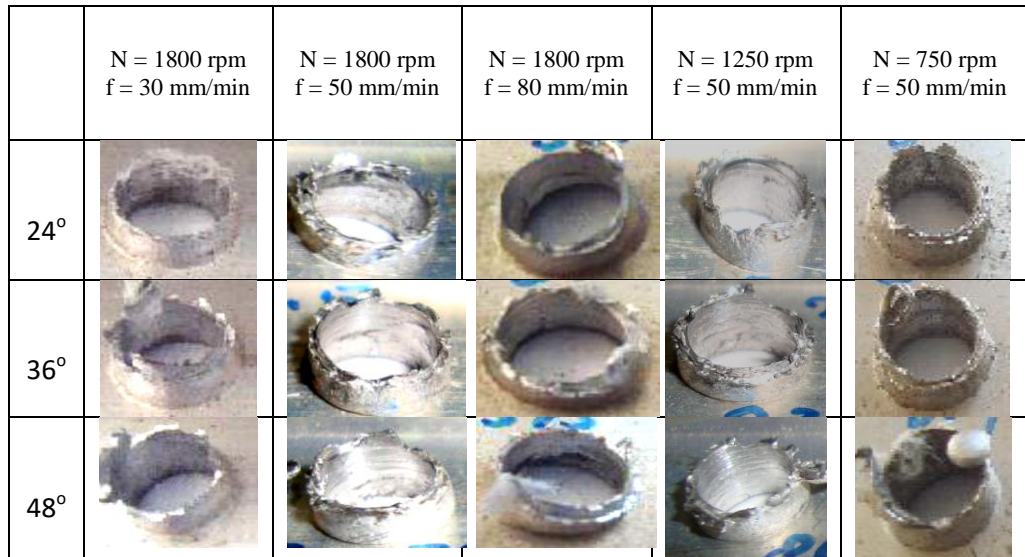 N = 1800 rpm
f = 30 mm/min
N = 1800 rpm
f = 50 mm/min
N = 1800 rpm
f = 80 mm/min
N = 1250 rpm
f = 50 mm/min
N = 750 rpm
f = 50 mm/min
24°
36°
48°